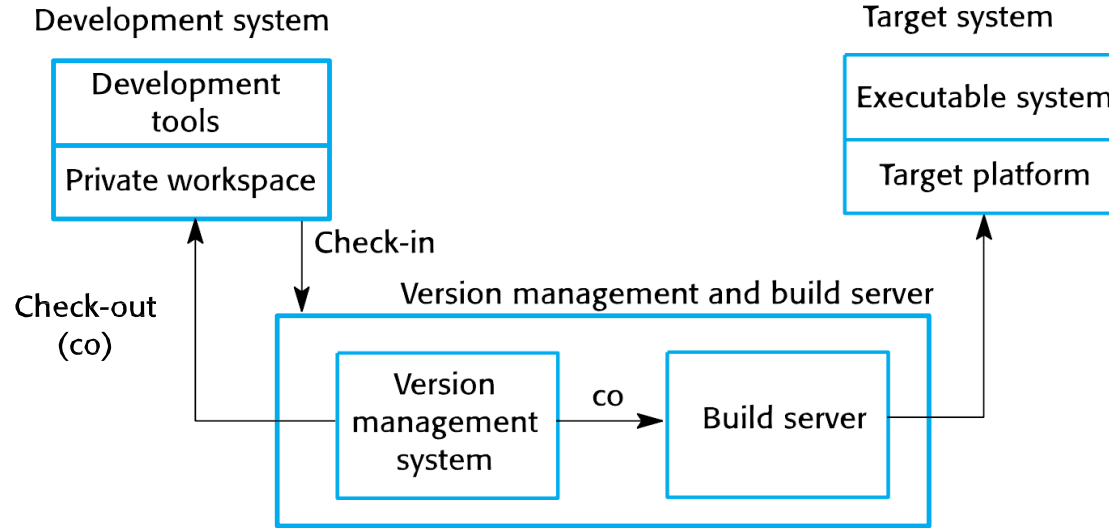 Development system
Target system
Development
tools
Executable system
Private workspace
Target platform
Check-in
Check-out
(co)
Version management and build server
Version
management
system
co
Build server